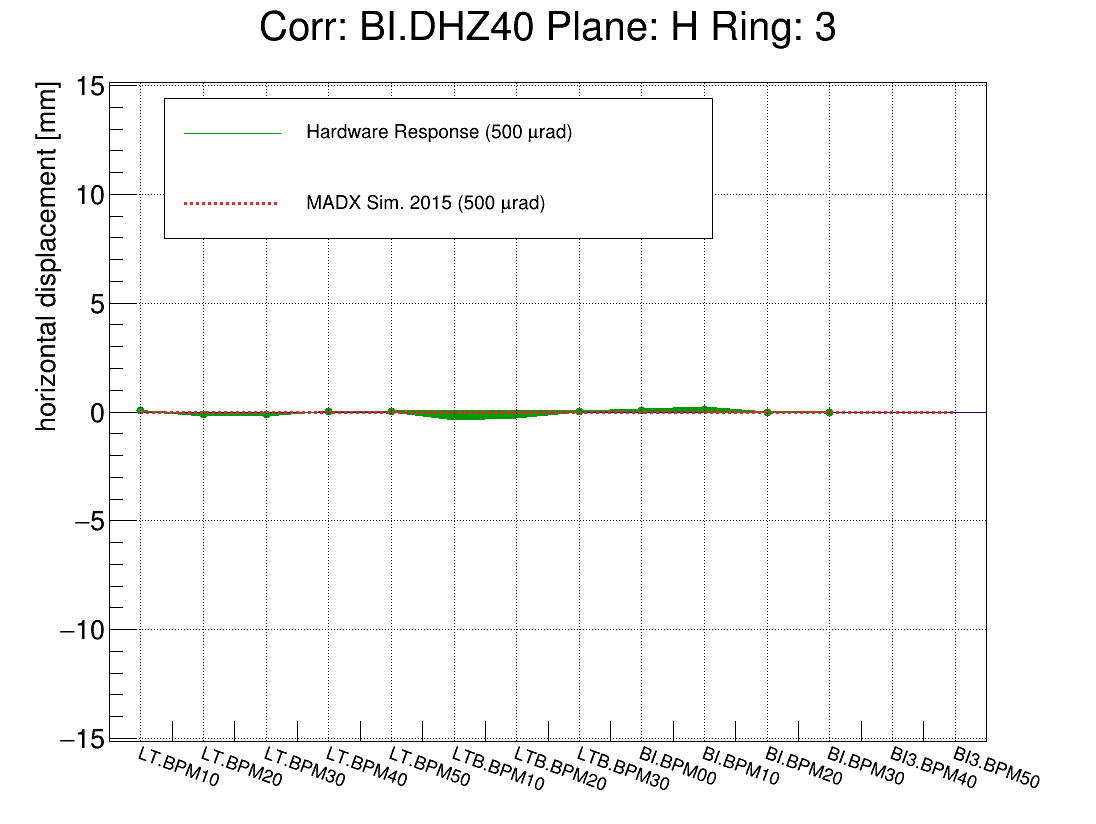 Corr: BI.DHZ40 Plane: H Ring: 3
horizontal displacement [mm]
15
10
5
0
−5
−10
−15
Hardware Response (500 μrad)
MADX Sim. 2015 (500 μrad)
LT.BPM10
LT.BPM20
LT.BPM30
LT.BPM40
LT.BPM50
LTB.BPM10
LTB.BPM20
LTB.BPM30
BI.BPM00
BI.BPM10
BI.BPM20
BI.BPM30
BI3.BPM40
BI3.BPM50